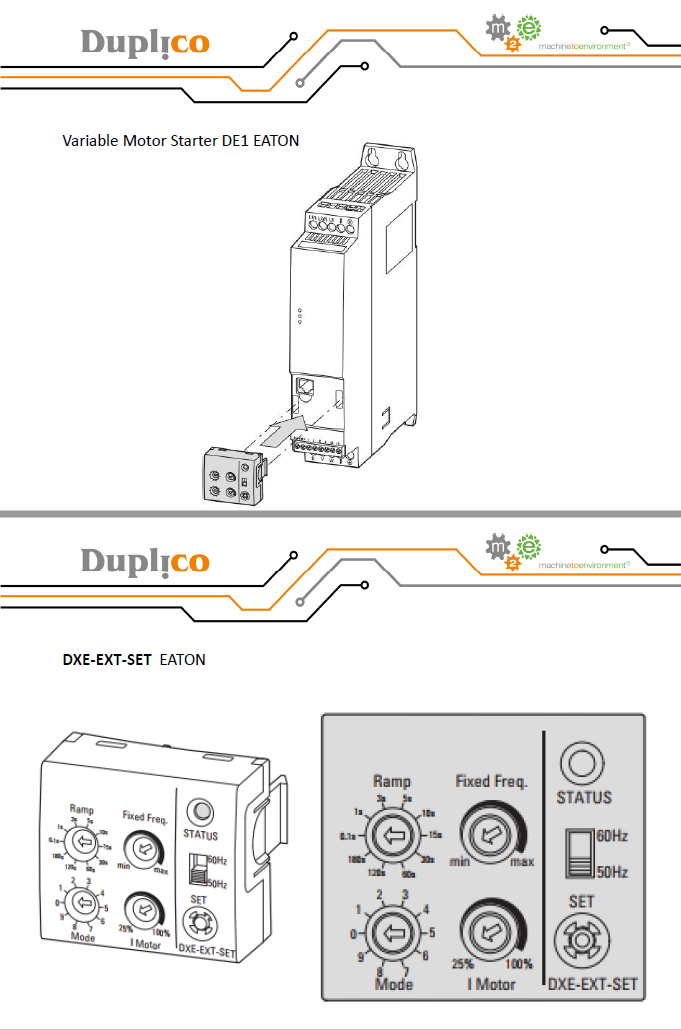 Duplico
m e 2
machinetoenvironment
Variable Motor Starter DE1 EATON
Duplico
m e 2
machinetoenvironment
DXE-EXT-SET EATON
Ramp
3s 5s
1s 10s
0.1s 15s
180s 30s
120s 60s
Fixed Freq.
min max
STATUS
60Hz
50Hz
2 3
1 4
0 5
9 6
8 7
Mode
25% 100%
I Motor
SET
DXE-EXT-SET
Ramp
3s 5s
1s 10s
0.1s 15s
180s 30s
120s 60s
Fixed Freq.
min max
STATUS
60Hz
50Hz
2 3
1 4
0 5
9 6
8 7
Mode
25% 100%
I Motor
SET
DXE-EXT-SET